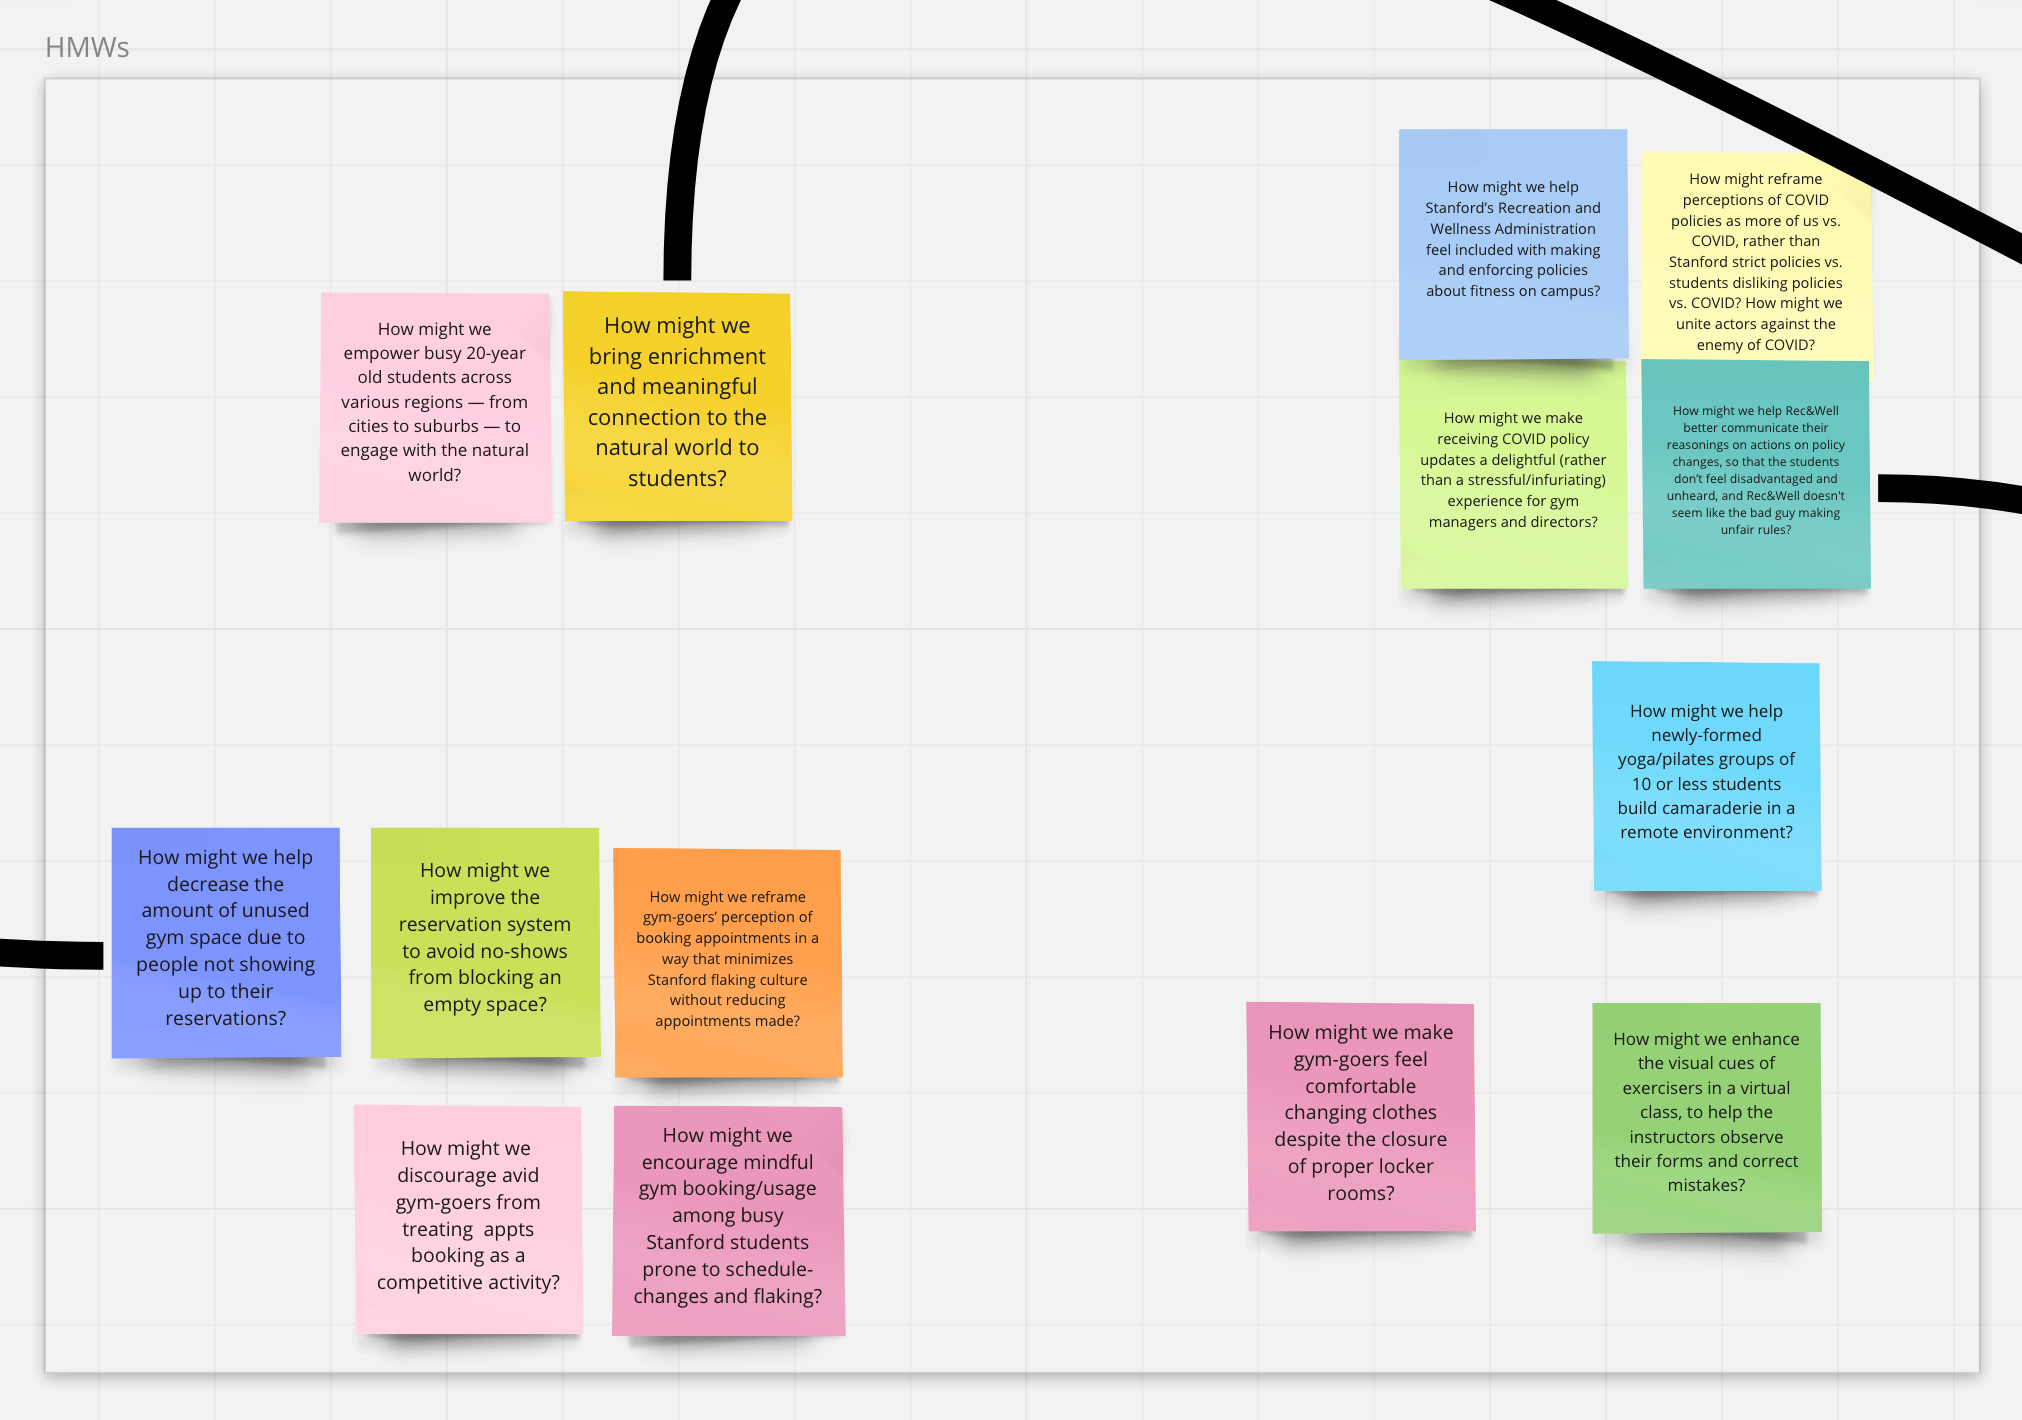 HMWs
How might we
empower busy 20-year
old students across
various regions — from
cities to suburbs — to
engage with the natural
world?
How might we
bring enrichment
and meaningful
connection to the
natural world to
students?
How might we help
Stanford’s Recreation and
Wellness Administration
feel included with making
and enforcing policies
about fitness on campus?
How might reframe
perceptions of COVID
policies as more of us vs.
COVID, rather than
Stanford strict policies vs.
students disliking policies
vs. COVID? How might we
unite actors against the
enemy of COVID?
How might we make
receiving COVID policy
updates a delightful (rather
than a stressful/infuriating)
experience for gym
managers and directors?
How might we help Rec&Well
better communicate their
reasonings on actions on policy
changes, so that the students
don’t feel disadvantaged and
unheard, and Rec&Well doesn't
seem like the bad guy making
unfair rules?
How might we help
newly-formed
yoga/pilates groups of
10 or less students
build camaraderie in a
remote environment?
How might we help
decrease the
amount of unused
gym space due to
people not showing
up to their
reservations?
How might we
improve the
reservation system
to avoid no-shows
from blocking an
empty space?
How might we reframe
gym-goers’ perception of
booking appointments in a
way that minimizes
Stanford flaking culture
without reducing
appointments made?
How might we
discourage avid
gym-goers from
treating  appts
booking as a
competitive activity?
How might we
encourage mindful
gym booking/usage
among busy
Stanford students
prone to schedule-
changes and flaking?
How might we make
gym-goers feel
comfortable
changing clothes
despite the closure
of proper locker
rooms?
How might we enhance
the visual cues of
exercisers in a virtual
class, to help the
instructors observe
their forms and correct
mistakes?